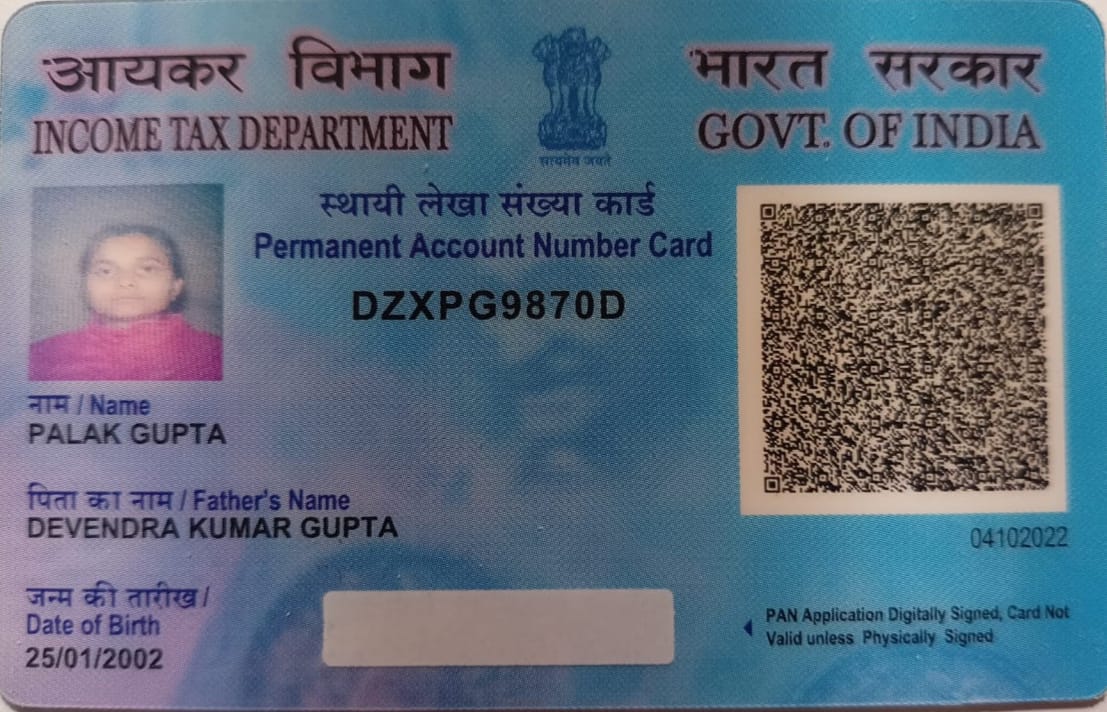 आयकर विभाग
INCOME TAX DEPARTMENT
सत्यमेव जयते
भारत सरकार
GOVT. OF INDIA
स्थायी लेखा संख्या कार्ड
Permanent Account Number Card
DZXPG9870D
नाम / Name
PALAK GUPTA
पिता का नाम / Father's Name
DEVENDRA KUMAR GUPTA
04102022
जन्म की तारीख /
Date of Birth
25/01/2002
PAN Application Digitally Signed, Card Not
Valid unless Physically Signed